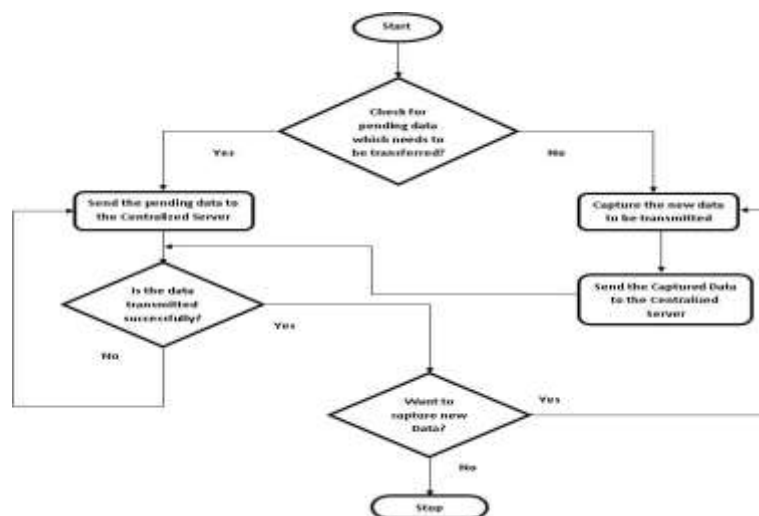 Start
Check for
pending data
which needs to
be transferred?
Yes
No
Send the pending data to
the Centralized Server
Capture the new data
to be transmitted
Is the data
transmitted
successfully?
Send the Captured Data
to the Centralized
Server
Yes
No
Want to
capture new
Data?
Yes
No
Stop